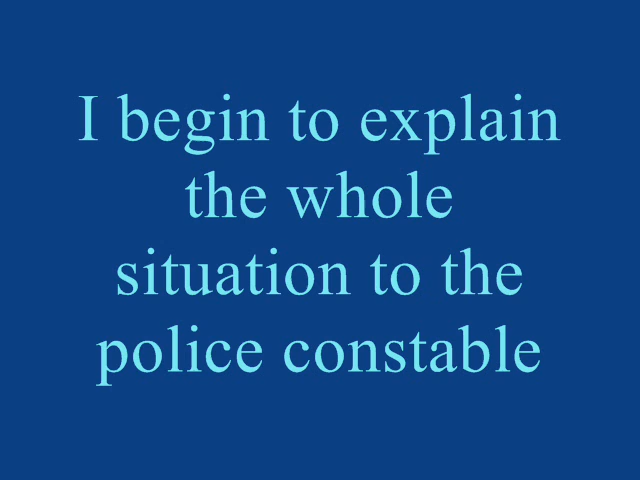 I begin to explain
the whole
situation to the
police constable